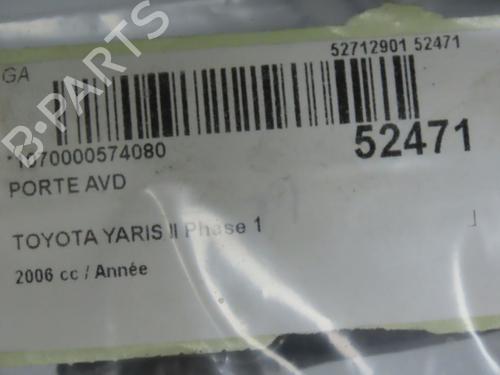 GA
52712901 52471
1070000574080
52471
PORTE AVD
TOYOTA YARIS II Phase 1
2006 cc / Année
B-PARTS